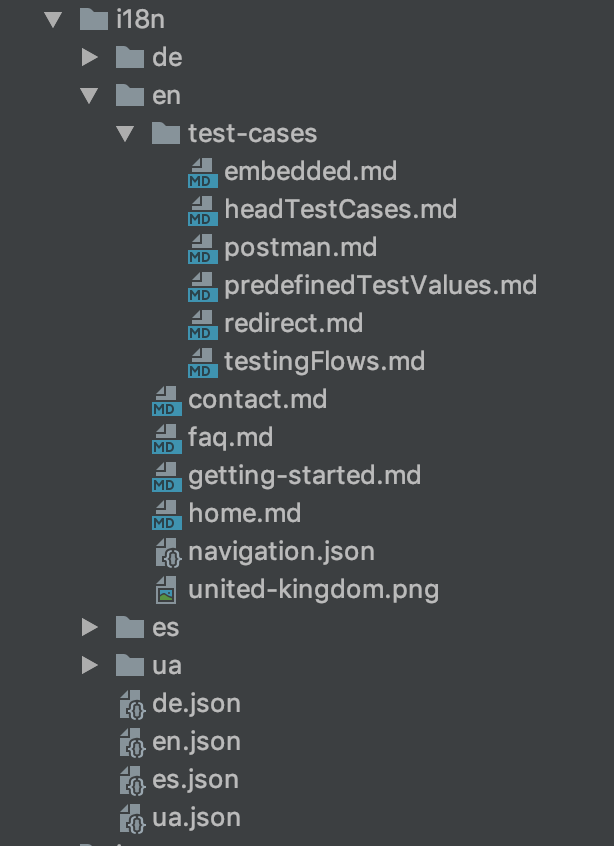 i18n
de
en
test-cases
MD embedded.md
MD headTestCases.md
MD postman.md
MD predefinedTestValues.md
MD redirect.md
MD testingFlows.md
MD contact.md
MD faq.md
MD getting-started.md
MD home.md
navigation.json
united-kingdom.png
es
ua
de.json
en.json
es.json
ua.json